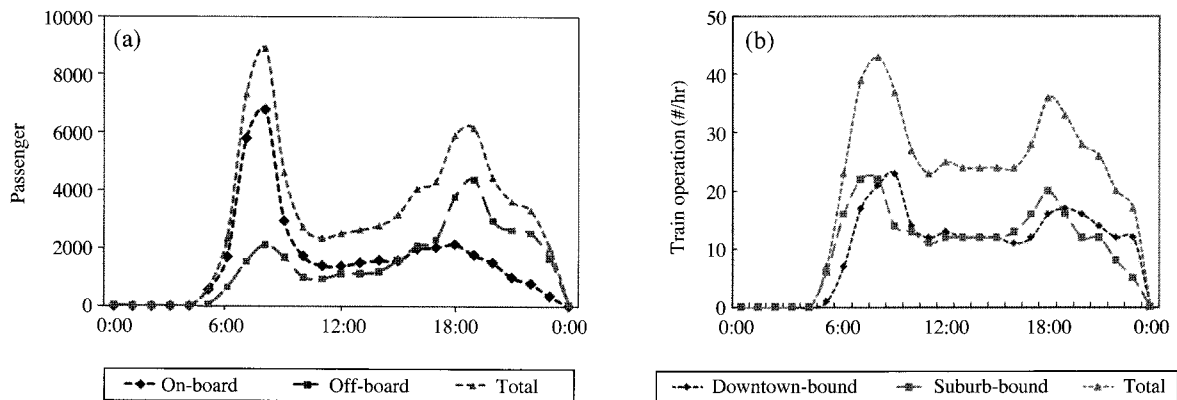 (a)
Passenger
10000
8000
6000
4000
2000
0
0:00 6:00 12:00 18:00 0:00
On-board Off-board Total
(b)
Train operation (#/hr)
50
40
30
20
10
0
0:00 6:00 12:00 18:00 0:00
Downtown-bound Suburb-bound Total